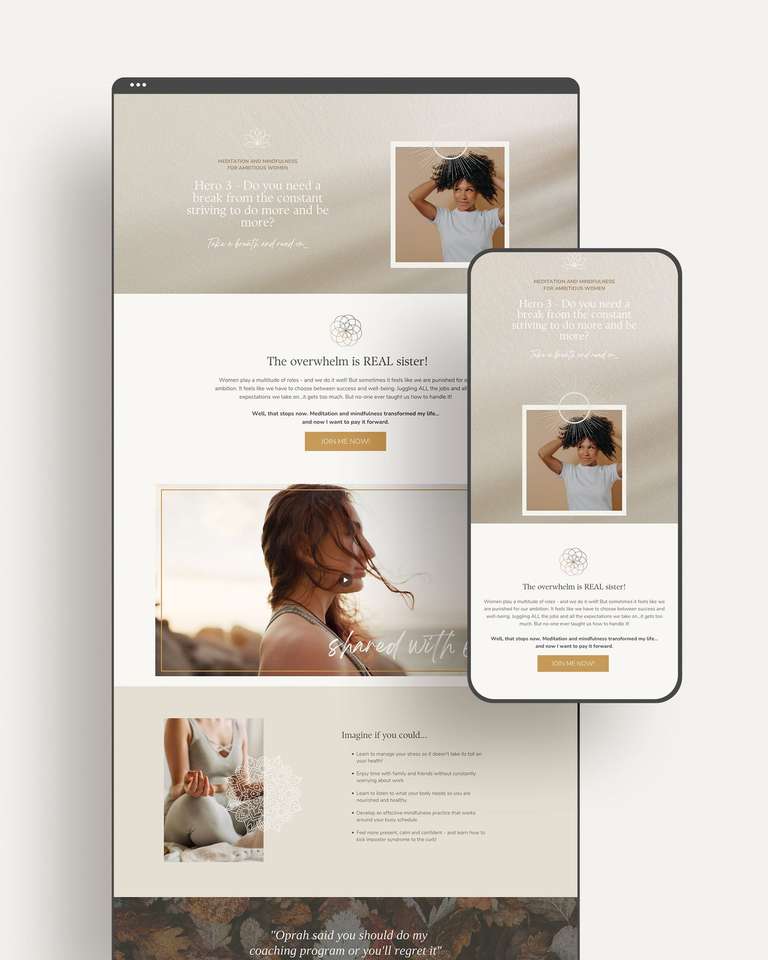 MEDITATION AND MINDFULNESS
FOR AMBITIOUS WOMEN
Hero 3 - Do you need a
break from the constant
striving to do more and be
more?
Take a breath and read on_
The overwhelm is REAL sister!
Women play a multitude of roles - and we do it well! But sometimes it feels like we are punished for
ambition. It feels like we have to choose between success and well-being. Juggling ALL the jobs and all
expectations we take on...it gets too much. But no-one ever taught us how to handle it!
Well, that stops now. Meditation and mindfulness transformed my life...
and now I want to pay it forward.
JOIN ME NOW!
shared with
Imagine if you could...
• Learn to manage your stress so it doesn't take its toll on
your health!
• Enjoy time with family and friends without constantly
worrying about work
• Learn to listen to what your body needs so you are
nourished and healthy.
• Develop an effective mindfulness practice that works
around your busy schedule
• Feel more present, calm and confident - and learn how to
kick imposter syndrome to the curb!
"Oprah said you should do my
coaching program or you'll regret it"
MEDITATION AND MINDFULNESS
FOR AMBITIOUS WOMEN
Hero 3 - Do you need a
break from the constant
striving to do more and be
more?
Take a breath and read on_
The overwhelm is REAL sister!
Women play a multitude of roles - and we do it well! But sometimes it feels like we
are punished for our ambition. It feels like we have to choose between success and
well-being. Juggling ALL the jobs and all the expectations we take on...it gets too
much. But no-one ever taught us how to handle it!
Well, that stops now. Meditation and mindfulness transformed my life...
and now I want to pay it forward.
JOIN ME NOW!